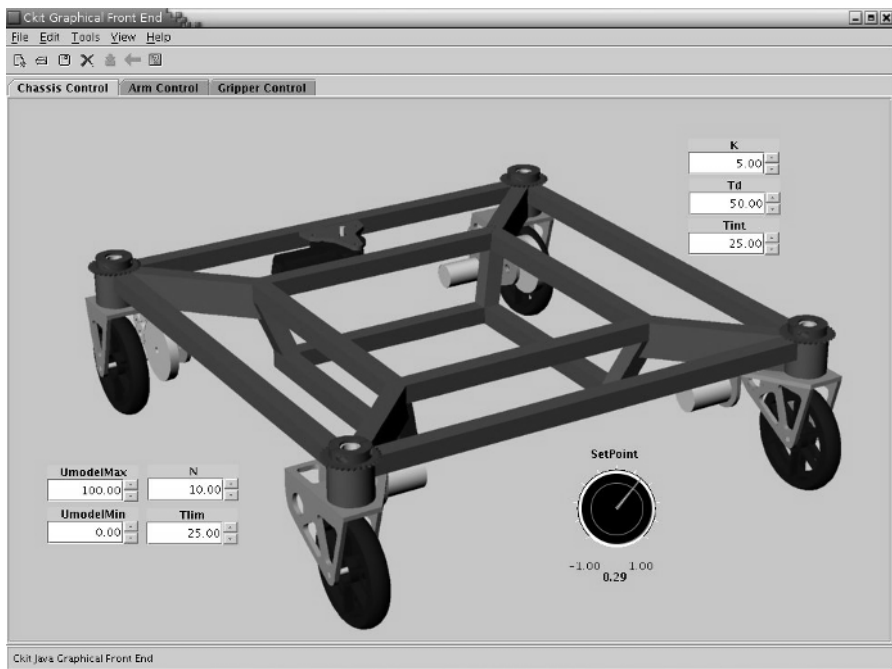 Ckit Graphical Front End
File Edit Tools View Help
Chassis Control Arm Control Gripper Control
K
5.00
Td
50.00
Tint
25.00
UmodelMax N
100.00 10.00
UmodelMin Tlim
0.00 25.00
SetPoint
-1.00 1.00
0.29
Ckit Java Graphical Front End